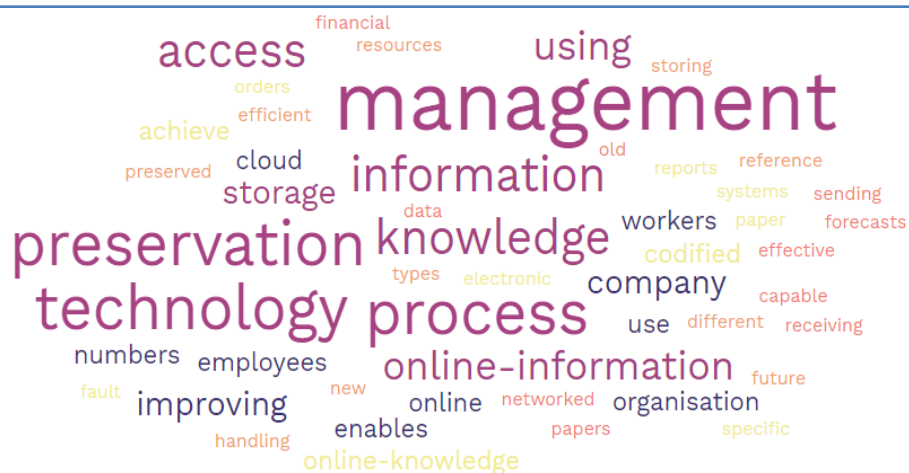 financial
access resources using
storing
orders
efficient management
achieve
old
cloud information reports reference
preserved
storage systems sending
data workers paper forecasts
preservation knowledge
codified effective
types electronic company
technology process capable
use different receiving
numbers employees online-information
future
fault improving new online networked organisation
enables papers specific
handling
online-knowledge